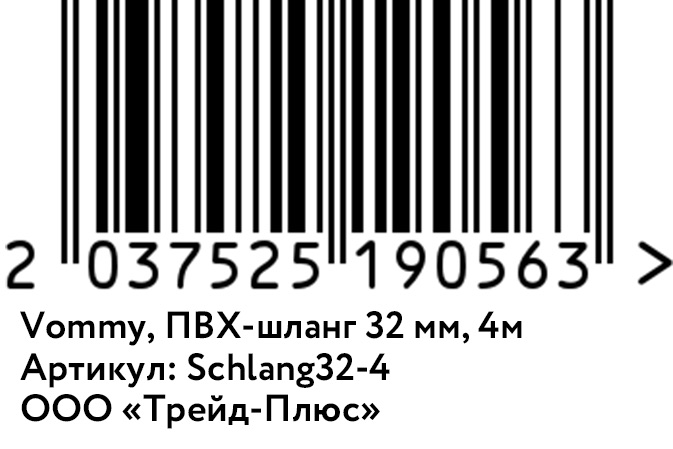 2 037525 190563 >
Vommy, ПВХ-шланг 32 мм, 4м
Артикул: Schlang32-4
ООО «Трейд-Плюс»